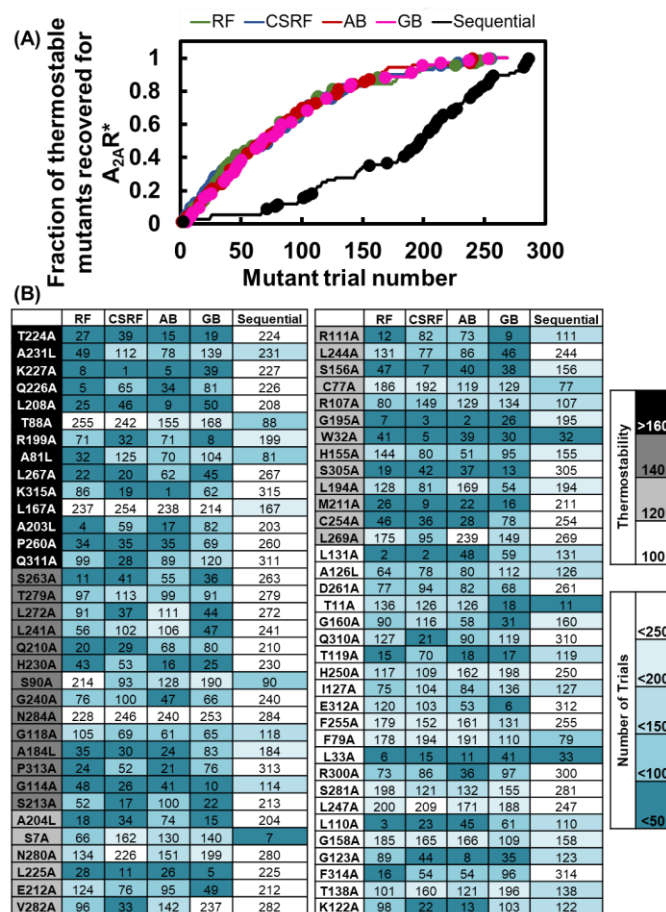 RF CSRF AB GB Sequential
(A)
Fraction of thermostable
mutants recovered for
A2AR*
1
0.8
0.6
0.4
0.2
0
0 50 100 150 200 250 300
Mutant trial number
(B)
RF CSRF AB GB Sequential
T224A 27 39 15 19 224
A231L 49 112 78 139 231
K227A 8 1 5 39 227
Q226A 5 65 34 81 226
L208A 25 46 9 50 208
T88A 255 242 155 168 88
R199A 71 32 71 8 199
A81L 32 125 70 104 81
L267A 22 20 62 45 267
K315A 86 19 1 62 315
L167A 237 254 238 214 167
A203L 4 59 17 82 203
P260A 34 35 35 69 260
Q311A 99 28 89 120 311
S263A 11 41 55 36 263
T279A 97 113 99 91 279
L272A 91 37 111 44 272
L241A 56 102 106 47 241
Q210A 20 29 68 80 210
H230A 43 53 16 25 230
S90A 214 93 128 190 90
G240A 76 100 47 66 240
N284A 228 246 240 253 284
G118A 105 69 61 65 118
A184L 35 30 24 83 184
P313A 24 52 21 76 313
G114A 48 26 41 10 114
S213A 52 17 100 22 213
A204L 18 34 74 15 204
S7A 66 162 130 140 7
N280A 134 226 151 199 280
L225A 28 11 26 5 225
E212A 124 76 95 49 212
V282A 96 33 142 237 282
RF CSRF AB GB Sequential
R111A 12 82 73 9 111
L244A 131 77 86 46 244
S156A 47 7 40 38 156
C77A 186 192 119 129 77
R107A 80 149 129 134 107
G195A 7 3 2 26 195
W32A 41 5 39 30 32
H155A 144 80 51 95 155
S305A 19 42 37 13 305
L194A 128 81 169 54 194
M211A 26 9 22 16 211
C254A 46 36 28 78 254
L269A 175 95 239 149 269
L131A 2 2 48 59 131
A126L 64 78 80 112 126
D261A 77 94 82 68 261
T11A 136 126 126 18 11
G160A 90 116 58 31 160
Q310A 127 21 90 119 310
T119A 15 70 18 17 119
H250A 117 109 162 198 250
I127A 75 104 84 136 127
E312A 120 103 53 6 312
F255A 179 152 161 131 255
F79A 178 194 191 110 79
L33A 6 15 11 41 33
R300A 73 86 36 97 300
S281A 198 121 132 155 281
L247A 200 209 171 188 247
L110A 3 23 45 61 110
G158A 185 165 166 109 158
G123A 89 44 8 35 123
F314A 16 54 54 96 314
T138A 101 160 121 196 138
K122A 98 22 13 103 122
Thermostability
>160
140
120
100
Number of Trials
<250
<200
<150
<100
<50